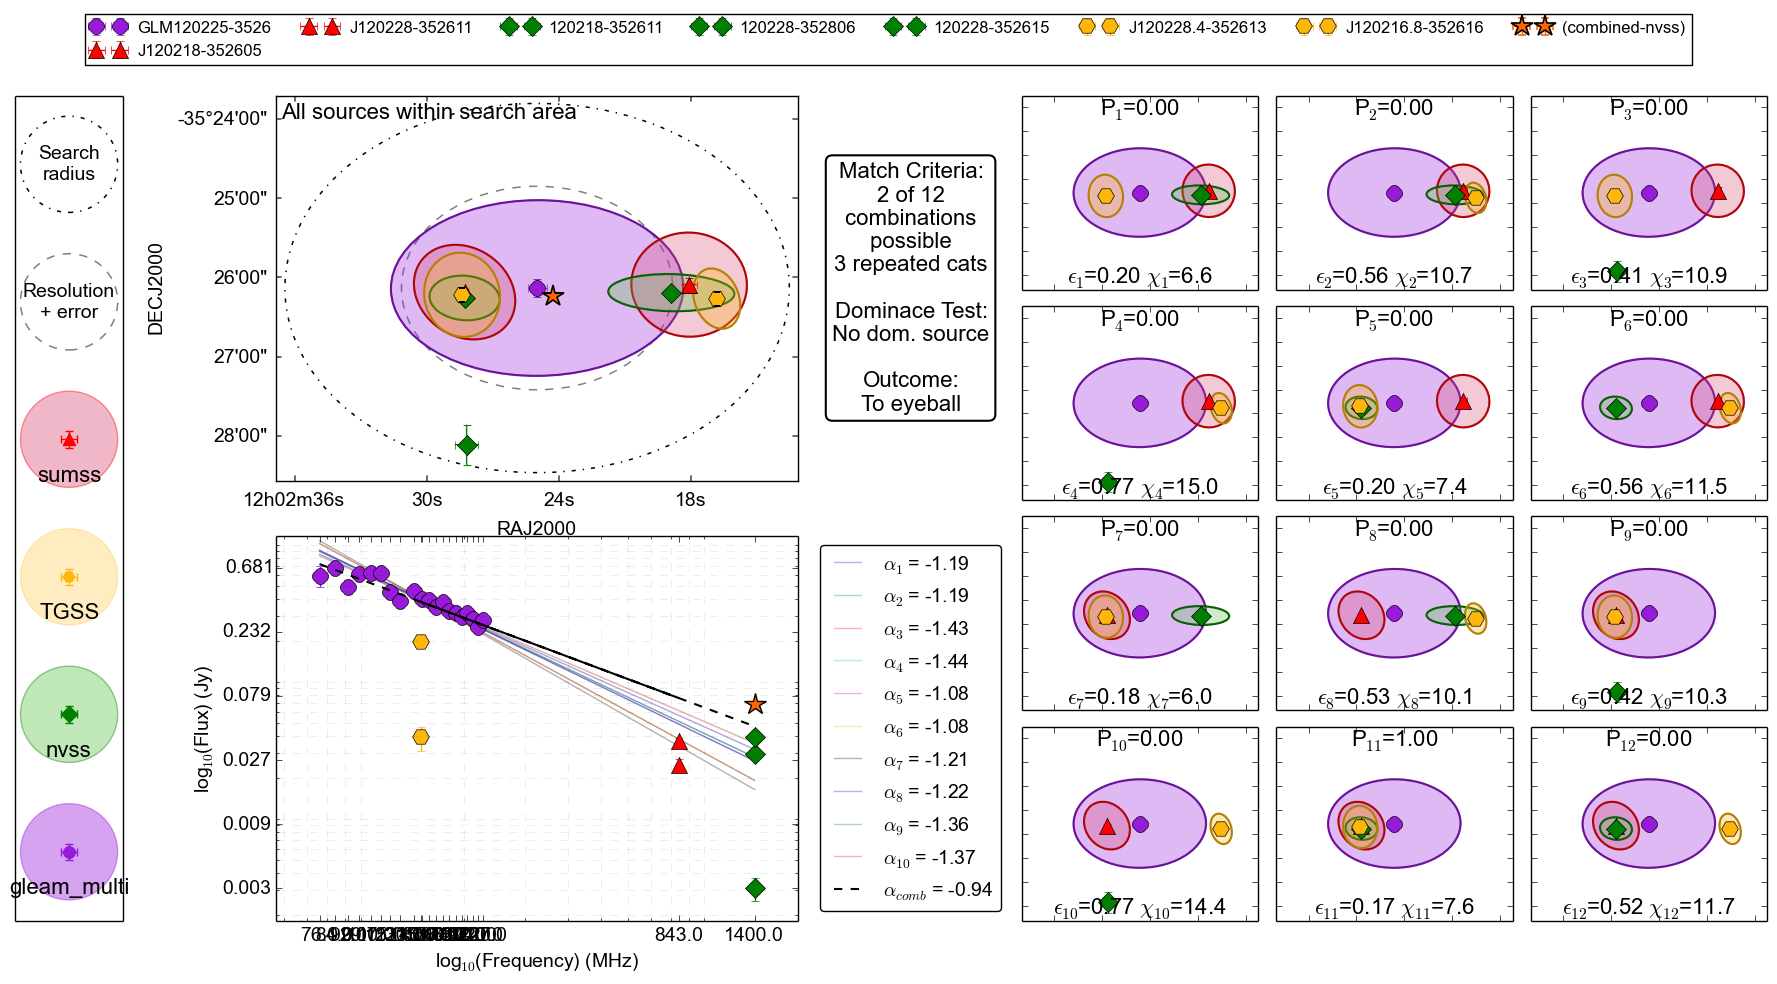 GLM120225-3526 J120228-352611 120218-352611 120228-352806 120228-352615 J120228.4-352613 J120216.8-352616 (combined-nvss)
J120218-352605
Search
radius
Resolution
+ error
sumss
TGSS
nvss
gleam_multi
All sources within search area
DECJ2000
-35°24'00"
25'00"
26'00"
27'00"
28'00"
12h02m36s 30s 24s 18s
RAJ2000
Match Criteria:
2 of 12
combinations
possible
3 repeated cats
Dominace Test:
No dom. source
Outcome:
To eyeball
log10(Flux) (Jy)
0.681
0.232
0.079
0.027
0.009
0.003
843.0 1400.0
log10(Frequency) (MHz)
α1 = -1.19
α2 = -1.19
α3 = -1.43
α4 = -1.44
α5 = -1.08
α6 = -1.08
α7 = -1.21
α8 = -1.22
α9 = -1.36
α10 = -1.37
αcomb = -0.94
P1=0.00
ϵ1=0.20 χ1=6.6
P2=0.00
ϵ2=0.56 χ2=10.7
P3=0.00
ϵ3=0.41 χ3=10.9
P4=0.00
ϵ4=0.77 χ4=15.0
P5=0.00
ϵ5=0.20 χ5=7.4
P6=0.00
ϵ6=0.56 χ6=11.5
P7=0.00
ϵ7=0.18 χ7=6.0
P8=0.00
ϵ8=0.53 χ8=10.1
P9=0.00
ϵ9=0.42 χ9=10.3
P10=0.00
ϵ10=0.77 χ10=14.4
P11=1.00
ϵ11=0.17 χ11=7.6
P12=0.00
ϵ12=0.52 χ12=11.7